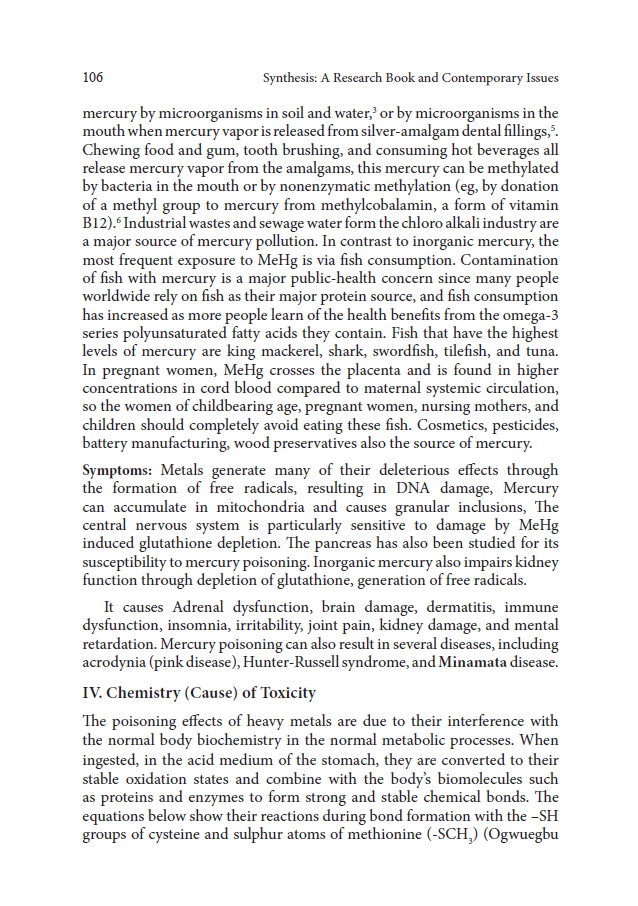 106 Synthesis: A Research Book and Contemporary Issues
mercury by microorganisms in soil and water,³ or by microorganisms in the
mouth when mercury vapor is released from silver-amalgam dental fillings,⁵.
Chewing food and gum, tooth brushing, and consuming hot beverages all
release mercury vapor from the amalgams, this mercury can be methylated
by bacteria in the mouth or by nonenzymatic methylation (eg, by donation
of a methyl group to mercury from methylcobalamin, a form of vitamin
B12).⁶ Industrial wastes and sewage water form the chloro alkali industry are
a major source of mercury pollution. In contrast to inorganic mercury, the
most frequent exposure to MeHg is via fish consumption. Contamination
of fish with mercury is a major public-health concern since many people
worldwide rely on fish as their major protein source, and fish consumption
has increased as more people learn of the health benefits from the omega-3
series polyunsaturated fatty acids they contain. Fish that have the highest
levels of mercury are king mackerel, shark, swordfish, tilefish, and tuna.
In pregnant women, MeHg crosses the placenta and is found in higher
concentrations in cord blood compared to maternal systemic circulation,
so the women of childbearing age, pregnant women, nursing mothers, and
children should completely avoid eating these fish. Cosmetics, pesticides,
battery manufacturing, wood preservatives also the source of mercury.
Symptoms: Metals generate many of their deleterious effects through
the formation of free radicals, resulting in DNA damage, Mercury
can accumulate in mitochondria and causes granular inclusions, The
central nervous system is particularly sensitive to damage by MeHg
induced glutathione depletion. The pancreas has also been studied for its
susceptibility to mercury poisoning. Inorganic mercury also impairs kidney
function through depletion of glutathione, generation of free radicals.
It causes Adrenal dysfunction, brain damage, dermatitis, immune
dysfunction, insomnia, irritability, joint pain, kidney damage, and mental
retardation. Mercury poisoning can also result in several diseases, including
acrodynia (pink disease), Hunter-Russell syndrome, and Minamata disease.
IV. Chemistry (Cause) of Toxicity
The poisoning effects of heavy metals are due to their interference with
the normal body biochemistry in the normal metabolic processes. When
ingested, in the acid medium of the stomach, they are converted to their
stable oxidation states and combine with the body’s biomolecules such
as proteins and enzymes to form strong and stable chemical bonds. The
equations below show their reactions during bond formation with the –SH
groups of cysteine and sulphur atoms of methionine (-SCH₃) (Ogwuegbu